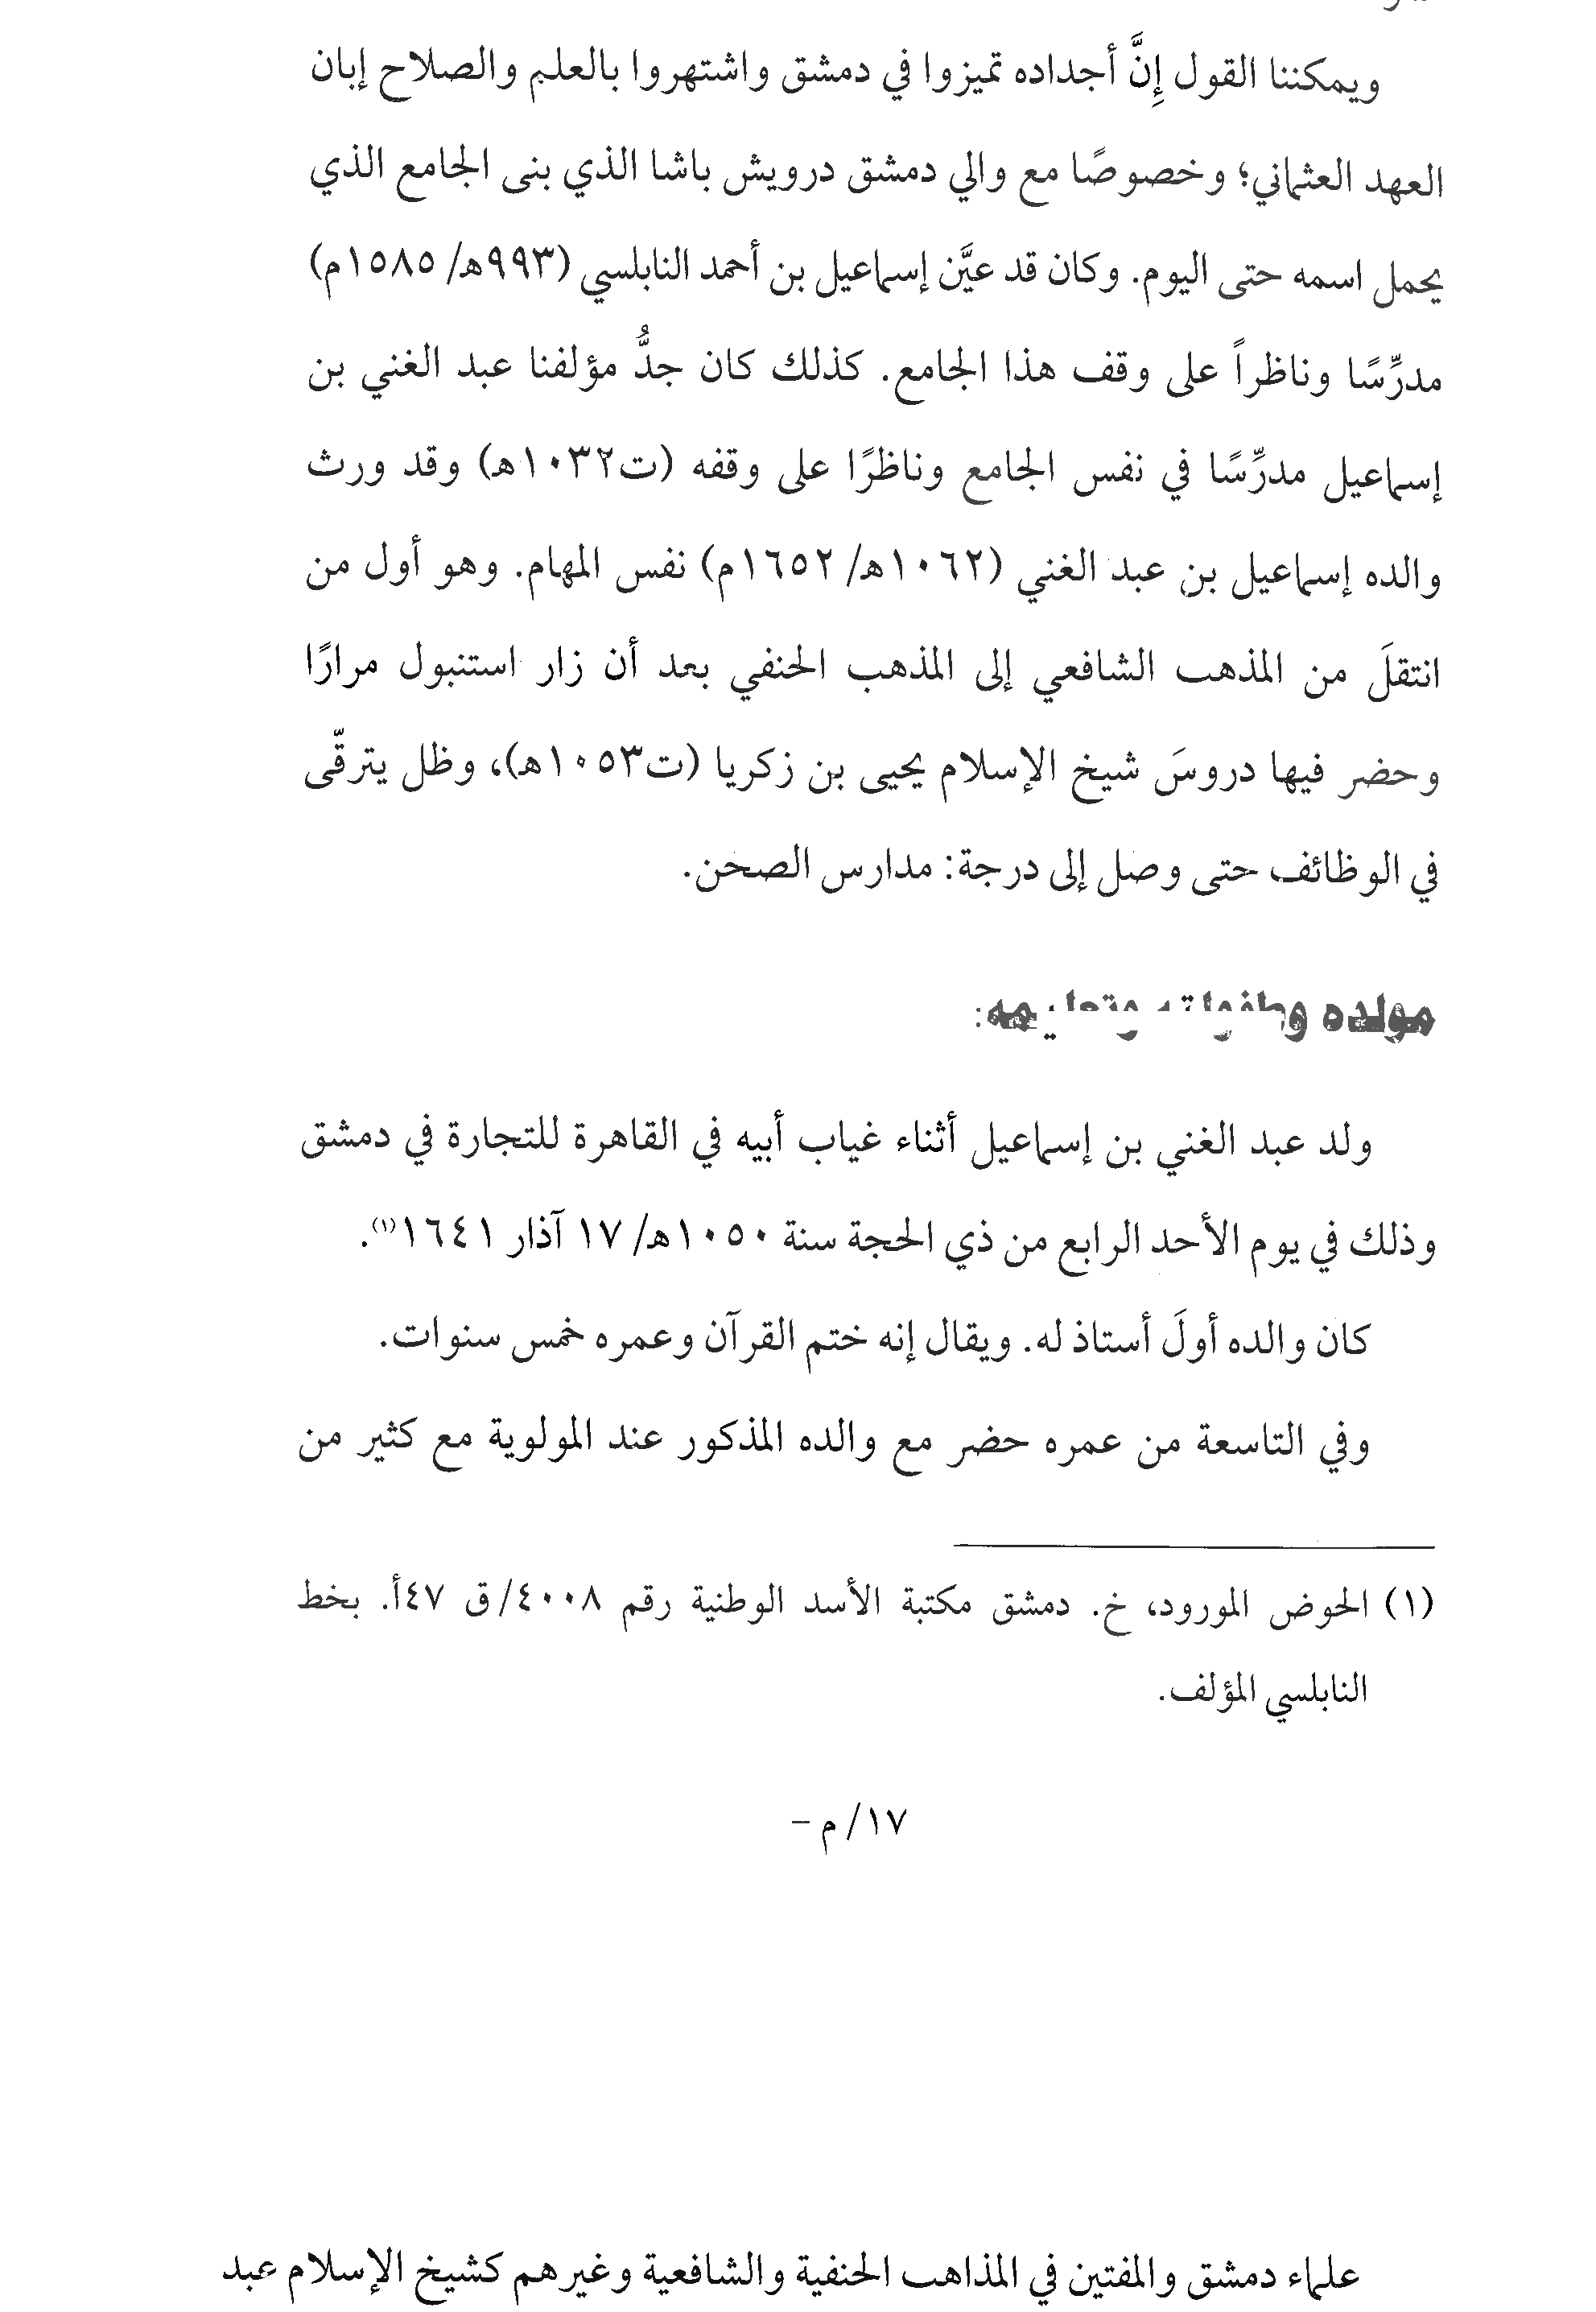 ويمكننا القول إِنَّ أجداده تميزوا في دمشق واشتهروا بالعلم والصلاح إبان
العهد العثماني؛ وخصوصًا مع والي دمشق درويش باشا الذي بنى الجامع الذي
يحمل اسمه حتى اليوم. وكان قد عيَّن إسماعيل بن أحمد النابلسي (٩٩٣هـ/ ١٥٨٥م)
مدرِّسًا وناظراً على وقف هذا الجامع. كذلك كان جدُّ مؤلفنا عبد الغني بن
إسماعيل مدرِّسًا في نفس الجامع وناظرًا على وقفه (ت١٠٣٢هـ) وقد ورث
والده إسماعيل بن عبد الغني (١٠٦٢هـ/ ١٦٥٢م) نفس المهام. وهو أول من
انتقلَ من المذهب الشافعي إلى المذهب الحنفي بعد أن زار استنبول مرارًا
وحضر فيها دروسَ شيخ الإسلام يحيى بن زكريا (ت١٠٥٣هـ)، وظل يترقّى
في الوظائف حتى وصل إلى درجة: مدارس الصحن.
مولده وطفولته وتعليمه:
ولد عبد الغني بن إسماعيل أثناء غياب أبيه في القاهرة للتجارة في دمشق
وذلك في يوم الأحد الرابع من ذي الحجة سنة ١٠٥٠هـ/ ١٧ آذار ١٦٤١(١).
كان والده أولَ أستاذ له. ويقال إنه ختم القرآن وعمره خمس سنوات.
وفي التاسعة من عمره حضر مع والده المذكور عند المولوية مع كثير من
(١) الحوض المورود، خ. دمشق مكتبة الأسد الوطنية رقم ٤٠٠٨/ ق ٤٧أ. بخط
النابلسي المؤلف.
١٧/ م -
علماء دمشق والمفتين في المذاهب الحنفية والشافعية وغيرهم كشيخ الإسلام عبد